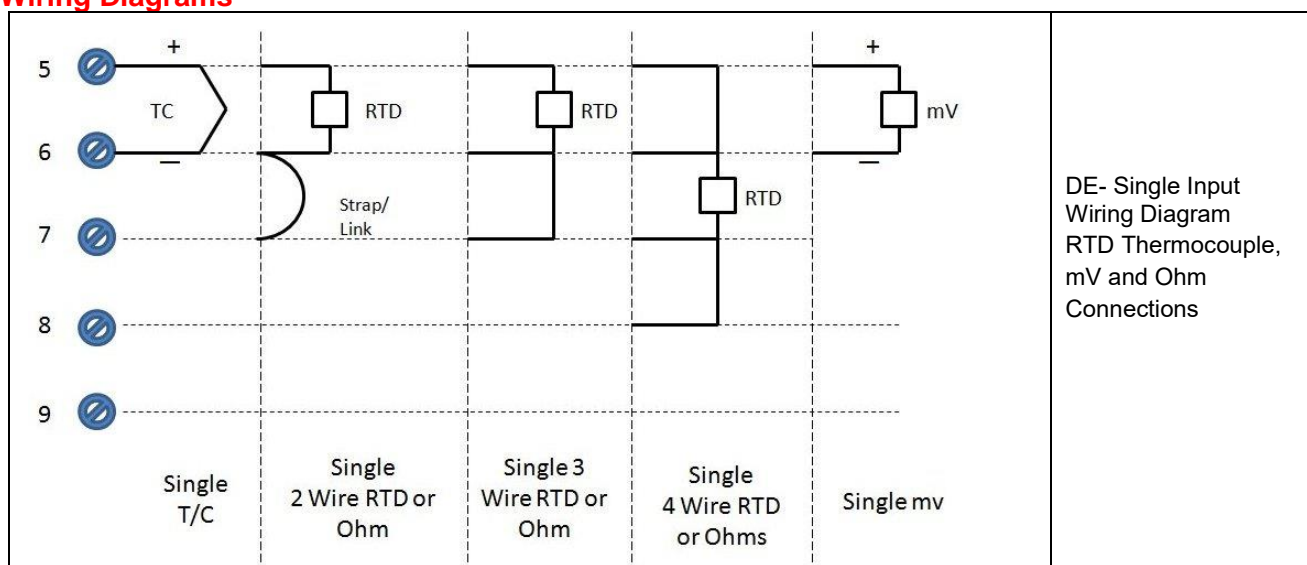 Wiring Diagrams
+ +
5
TC RTD RTD mV
6
— —
Strap/
Link
RTD
7
8
9
Single
T/C
Single
2 Wire RTD or
Ohm
Single 3
Wire RTD or
Ohm
Single
4 Wire RTD
or Ohms
Single mv
DE- Single Input
Wiring Diagram
RTD Thermocouple,
mV and Ohm
Connections